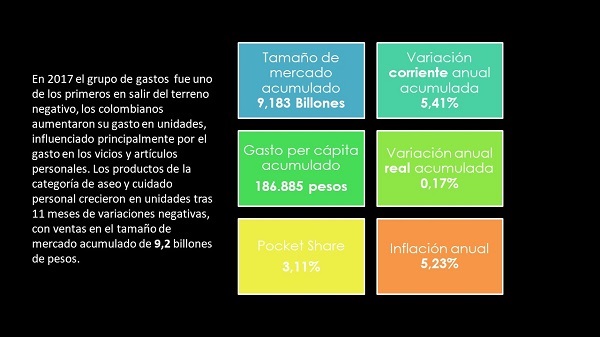 En 2017 el grupo de gastos fue uno
de los primeros en salir del terreno
negativo, los colombianos
aumentaron su gasto en unidades,
influenciado principalmente por el
gasto en los vicios y artículos
personales. Los productos de la
categoría de aseo y cuidado
personal crecieron en unidades tras
11 meses de variaciones negativas,
con ventas en el tamaño de
mercado acumulado de 9,2 billones
de pesos.
Tamaño de
mercado
acumulado
9,183 Billones
Variación
corriente anual
acumulada
5,41%
Gasto per cápita
acumulado
186.885 pesos
Variación anual
real acumulada
0,17%
Pocket Share
3,11%
Inflación anual
5,23%